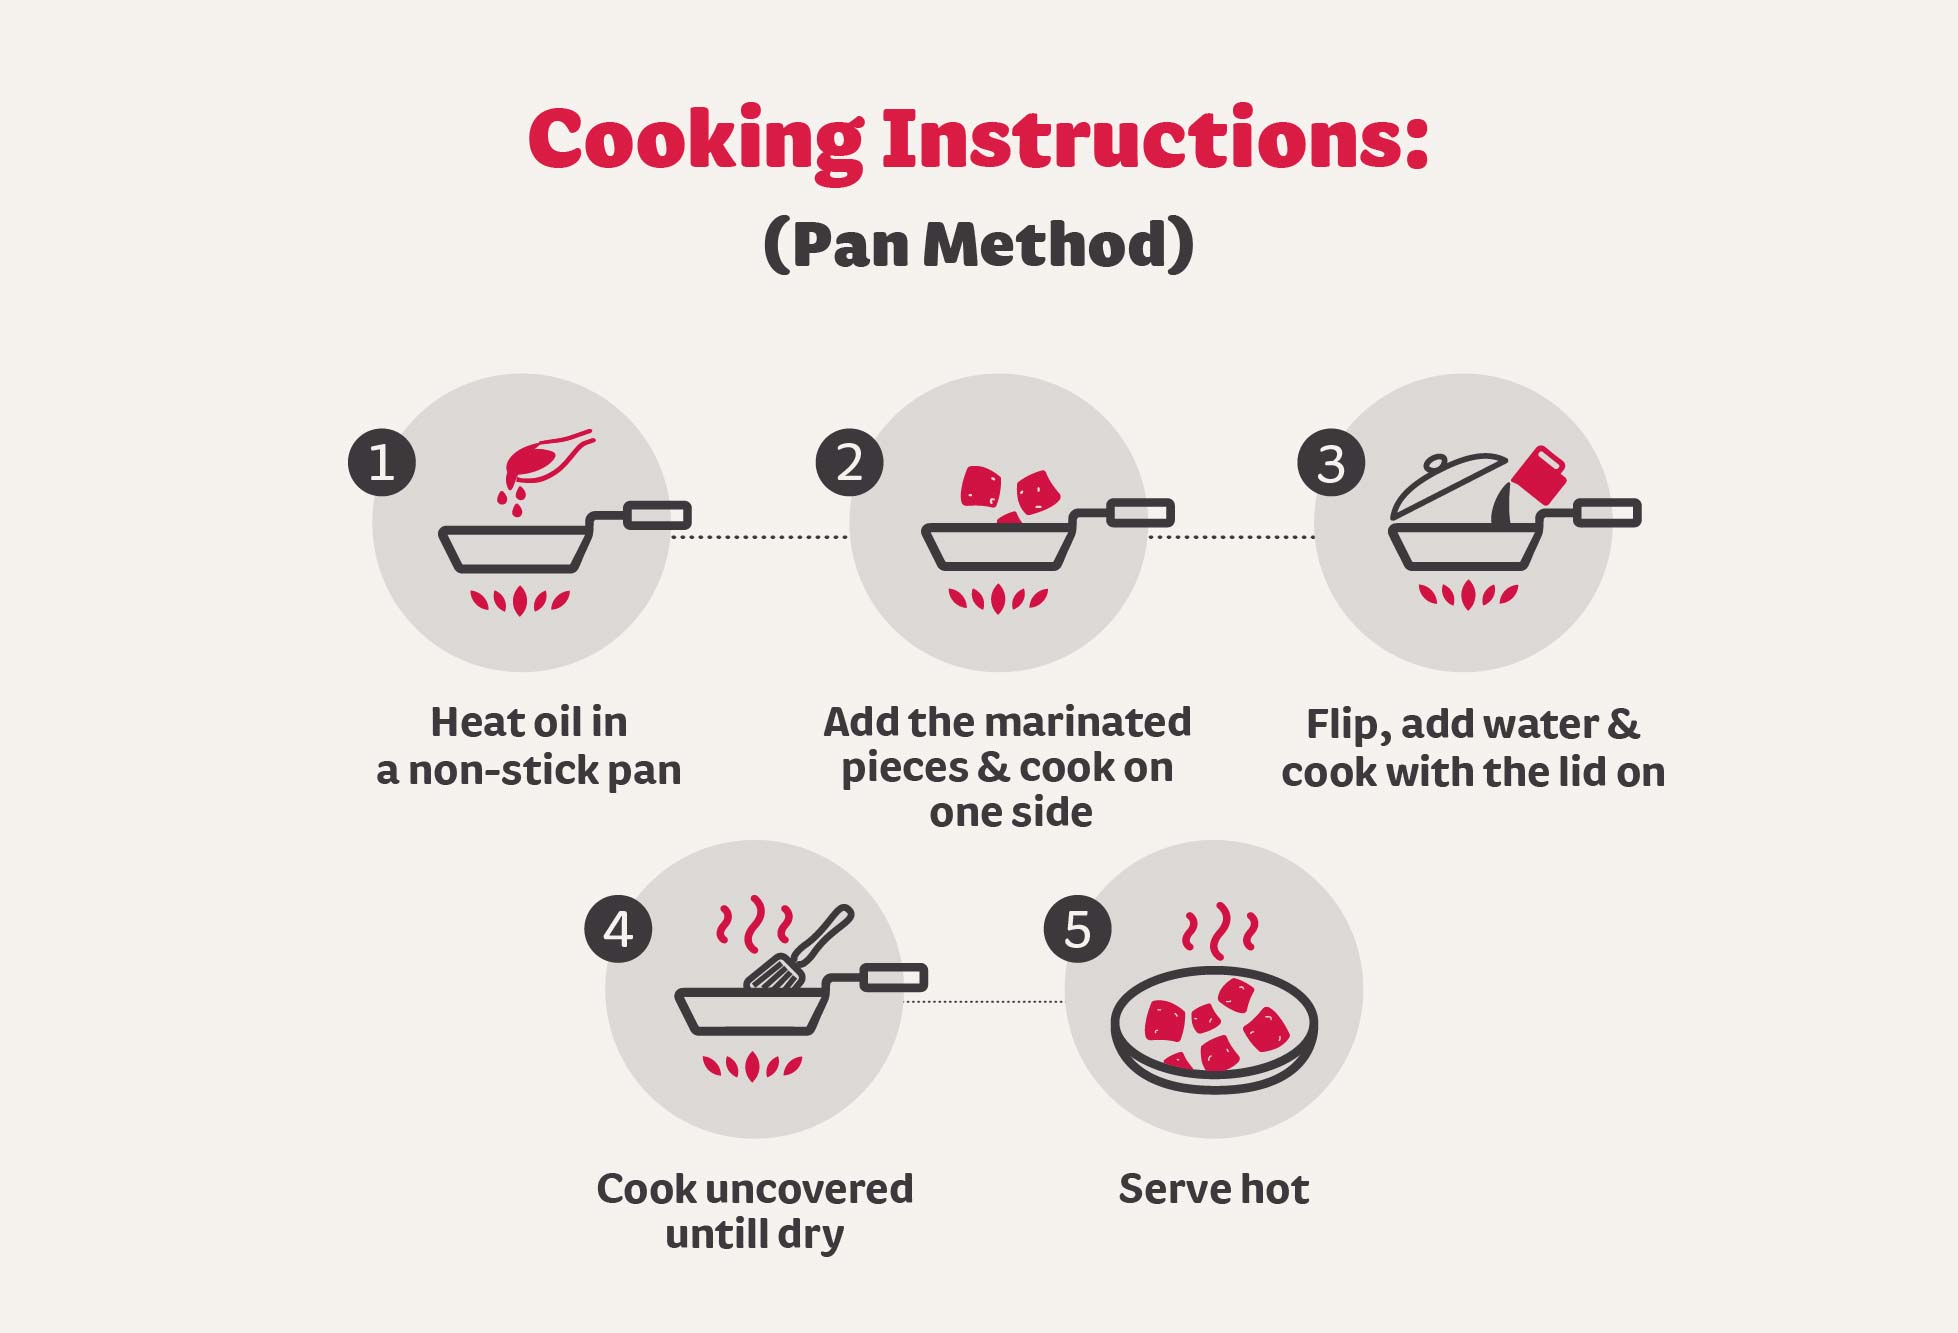 Cooking Instructions:
(Pan Method)
1
Heat oil in
a non-stick pan
2
Add the marinated
pieces & cook on
one side
3
Flip, add water &
cook with the lid on
4
Cook uncovered
untill dry
5
Serve hot